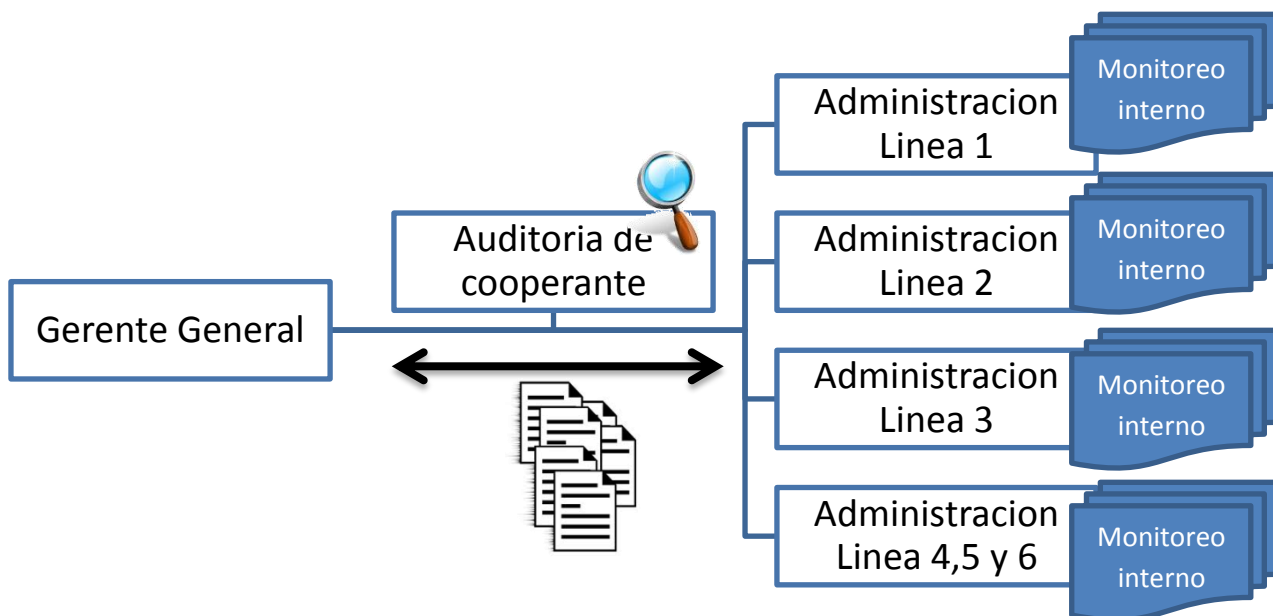 Gerente General
Auditoria de
cooperante
Administracion
Linea 1
Monitoreo
interno
Administracion
Linea 2
Monitoreo
interno
Administracion
Linea 3
Monitoreo
interno
Administracion
Linea 4,5 y 6
Monitoreo
interno